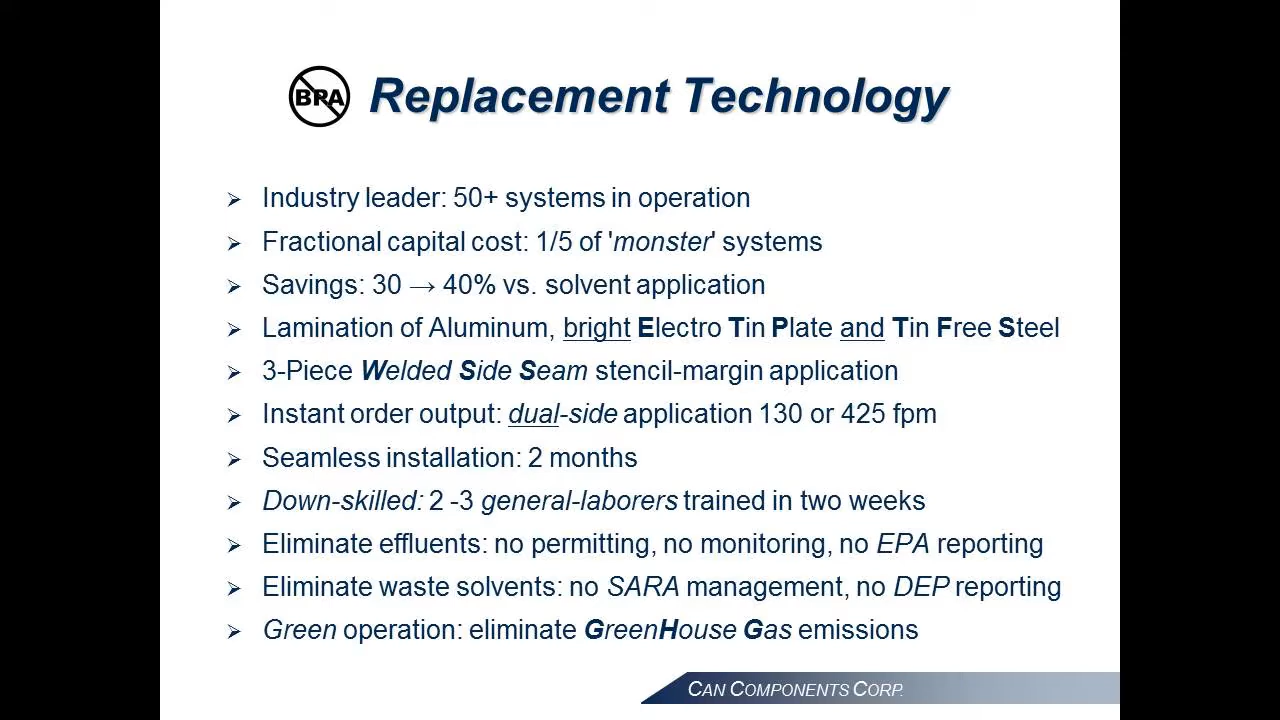 BPA Replacement Technology
➢ Industry leader: 50+ systems in operation
➢ Fractional capital cost: 1/5 of 'monster' systems
➢ Savings: 30 → 40% vs. solvent application
➢ Lamination of Aluminum, bright Electro Tin Plate and Tin Free Steel
➢ 3-Piece Welded Side Seam stencil-margin application
➢ Instant order output: dual-side application 130 or 425 fpm
➢ Seamless installation: 2 months
➢ Down-skilled: 2 -3 general-laborers trained in two weeks
➢ Eliminate effluents: no permitting, no monitoring, no EPA reporting
➢ Eliminate waste solvents: no SARA management, no DEP reporting
➢ Green operation: eliminate GreenHouse Gas emissions
CAN COMPONENTS CORP.